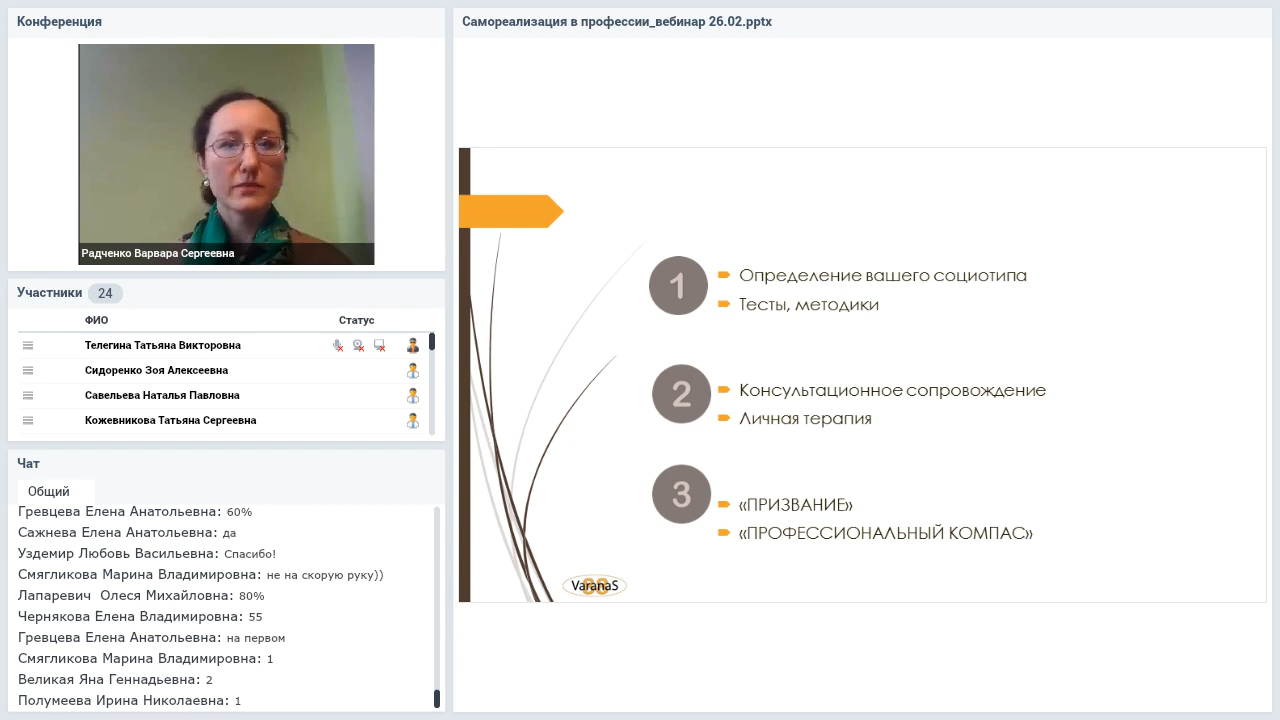 Конференция
Радченко Варвара Сергеевна
Участники 24
ФИО Статус
Телегина Татьяна Викторовна
Сидоренко Зоя Алексеевна
Савельева Наталья Павловна
Кожевникова Татьяна Сергеевна
Чат
Общий
Гревцева Елена Анатольевна: 60%
Сажнева Елена Анатольевна: да
Уздемир Любовь Васильевна: Спасибо!
Смягликова Марина Владимировна: не на скорую руку))
Лапаревич Олеся Михайловна: 80%
Чернякова Елена Владимировна: 55
Гревцева Елена Анатольевна: на первом
Смягликова Марина Владимировна: 1
Великая Яна Геннадьевна: 2
Полумеева Ирина Николаевна: 1
Самореализация в профессии_вебинар 26.02.pptx
1
Определение вашего социотипа
Тесты, методики
2
Консультационное сопровождение
Личная терапия
3
«ПРИЗВАНИЕ»
«ПРОФЕССИОНАЛЬНЫЙ КОМПАС»
VaranaS